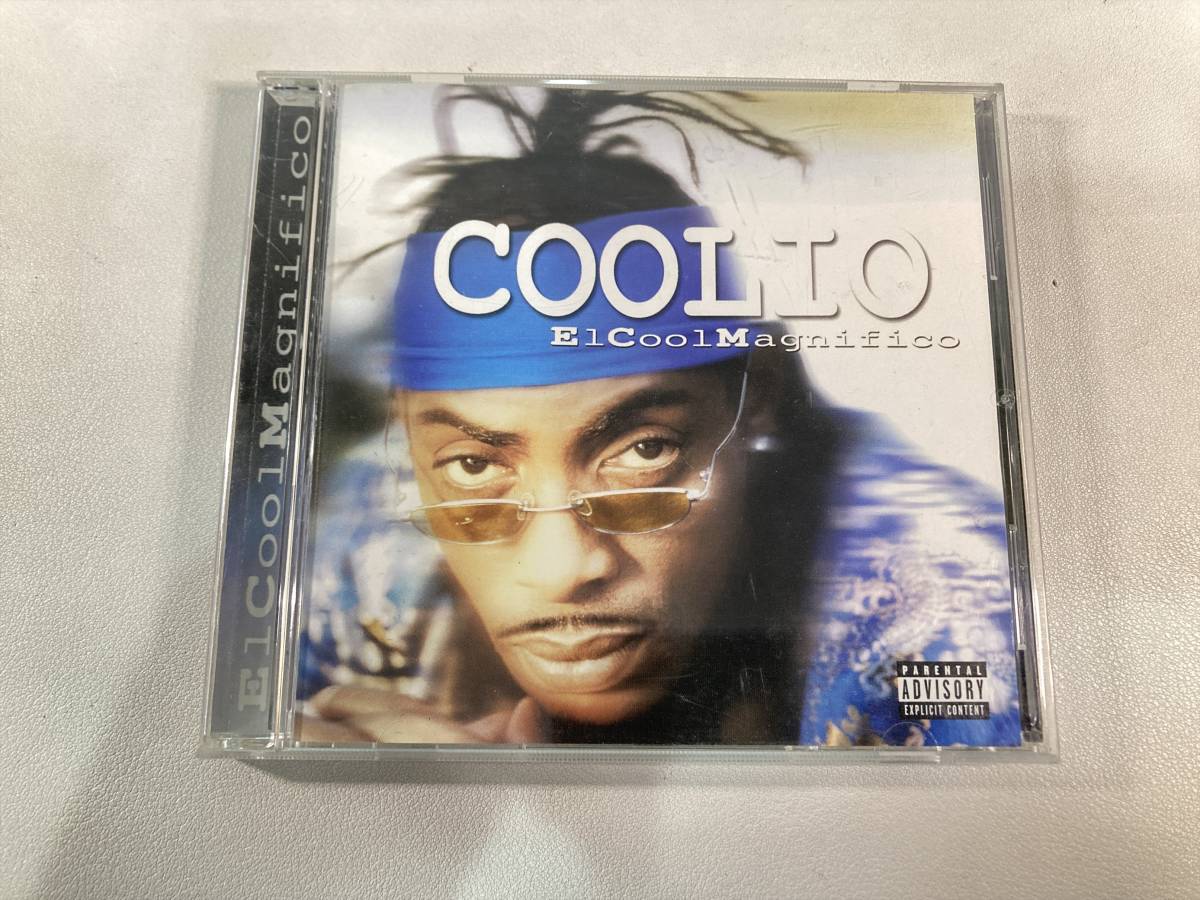 ElCoolMagnifico
COOLIO
ElCoolMagnifico
PARENTAL
ADVISORY
EXPLICIT CONTENT